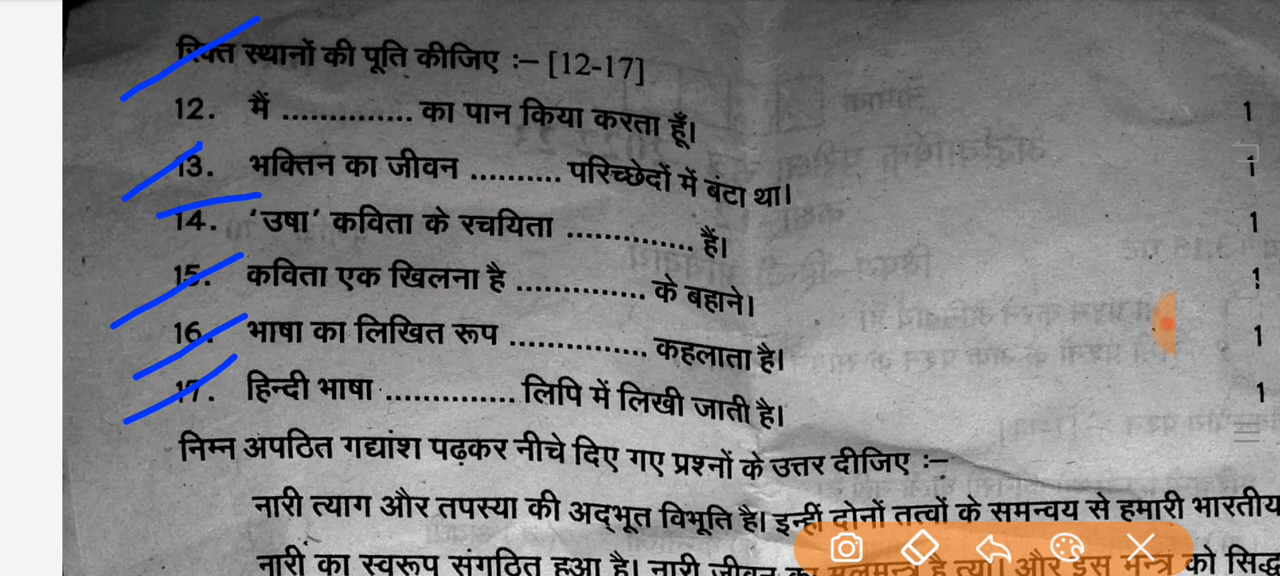 रिक्त स्थानों की पूति कीजिए :– [12-17]
12. मैं .............. का पान किया करता हूँ। 1
13. भक्तिन का जीवन .......... परिच्छेदों में बंटा था। 1
14. 'उषा' कविता के रचयिता .............. हैं। 1
15. कविता एक खिलना है .............. के बहाने। 1
16. भाषा का लिखित रूप .............. कहलाता है। 1
17. हिन्दी भाषा .............. लिपि में लिखी जाती है। 1
निम्न अपठित गद्यांश पढ़कर नीचे दिए गए प्रश्नों के उत्तर दीजिए :–
नारी त्याग और तपस्या की अद्भूत विभूति है। इन्हीं दोनों तत्वों के समन्वय से हमारी भारतीय
नारी का स्वरूप संगठित हुआ है। नारी जीवन का मूलमन्त्र है त्याग और इस मन्त्र को सिद्ध